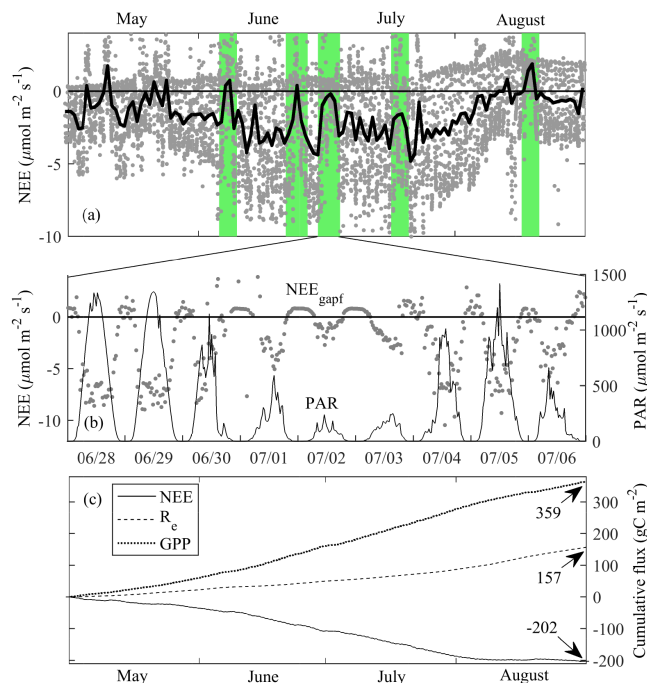 May June July August
NEE (μmol m-2 s-1)
0
-5
-10
(a)
NEE (μmol m-2 s-1)
0
-5
-10
NEEgapf
PAR
(b)
1500
1000
500
0
PAR (μmol m-2 s-1)
06/28 06/29 06/30 07/01 07/02 07/03 07/04 07/05 07/06
(c)
NEE
Re
GPP
359
157
-202
300
200
100
0
-100
-200
Cumulative flux (gC m-2)
May June July August